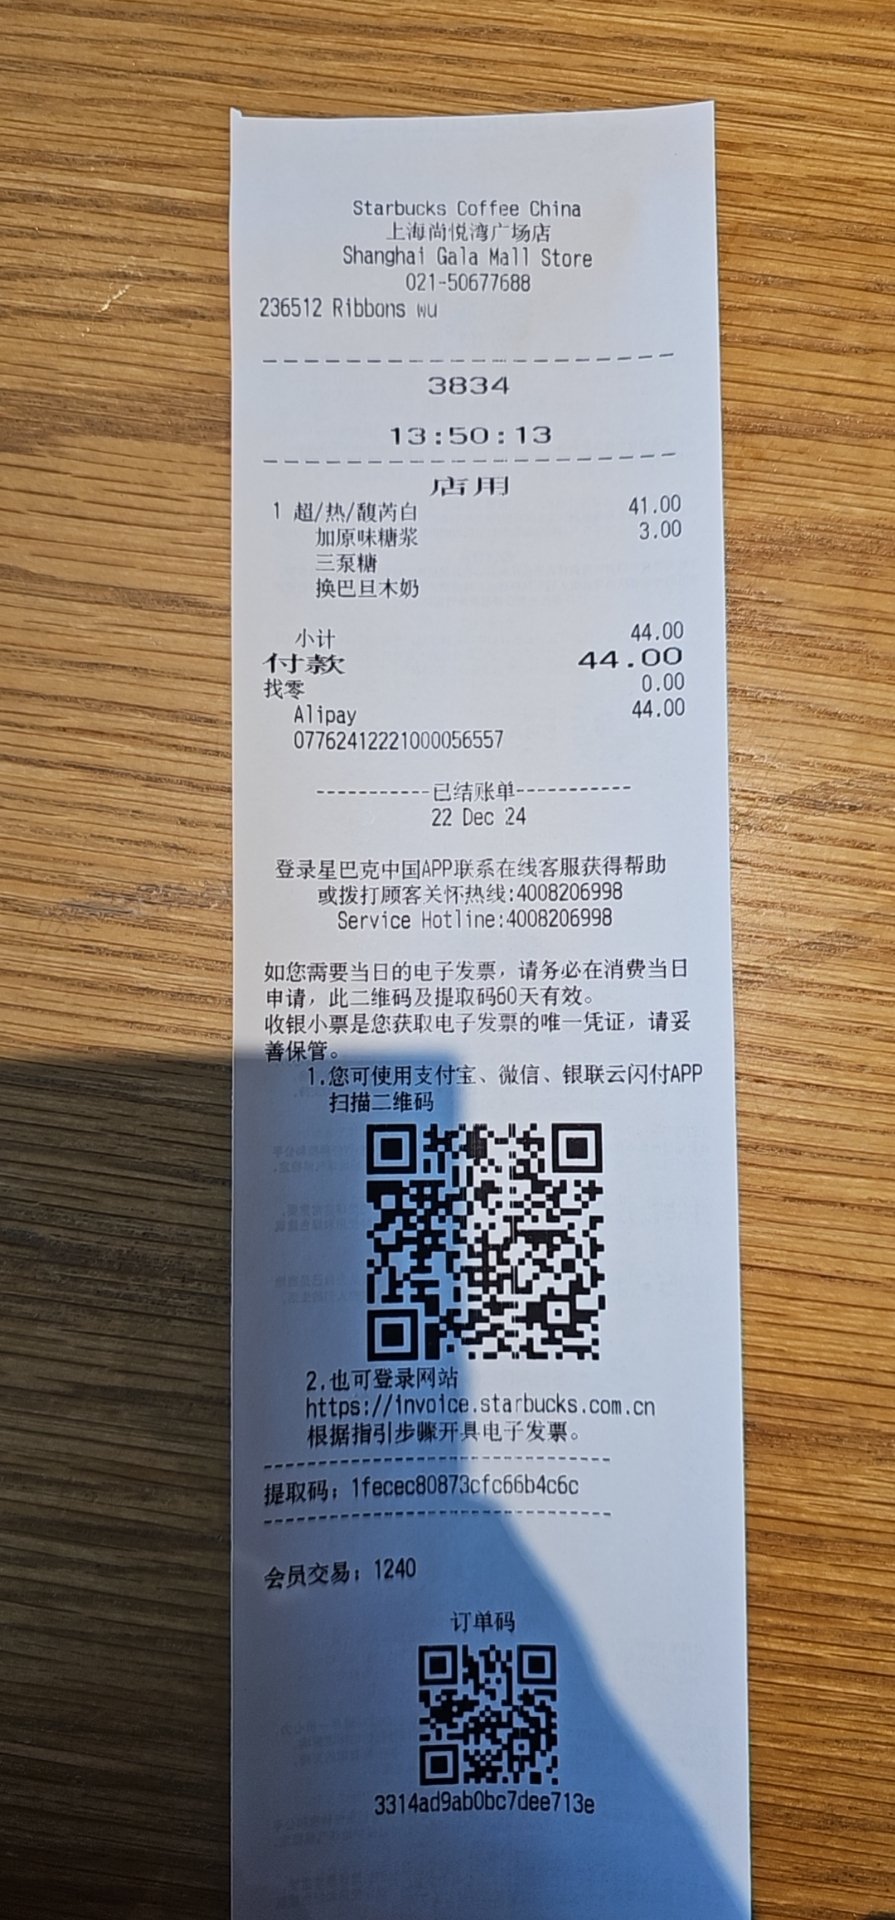 Starbucks Coffee China
上海尚悦湾广场店
Shanghai Gala Mall Store
021-50677688
236512 Ribbons wu
3834
13:50:13
店用
1 超/热/馥芮白 41.00
加原味糖浆 3.00
三泵糖
换巴旦木奶
小计 44.00
付款 44.00
找零 0.00
Alipay 44.00
07762412221000056557
-----------已结账单-----------
22 Dec 24
登录星巴克中国APP联系在线客服获得帮助
或拨打顾客关怀热线:4008206998
Service Hotline:4008206998
如您需要当日的电子发票，请务必在消费当日
申请，此二维码及提取码60天有效。
收银小票是您获取电子发票的唯一凭证，请妥
善保管。
1.您可使用支付宝、微信、银联云闪付APP
扫描二维码
2.也可登录网站
https://invoice.starbucks.com.cn
根据指引步骤开具电子发票。
提取码：1fecec80873cfc66b4c6c
会员交易：1240
订单码
3314ad9ab0bc7dee713e